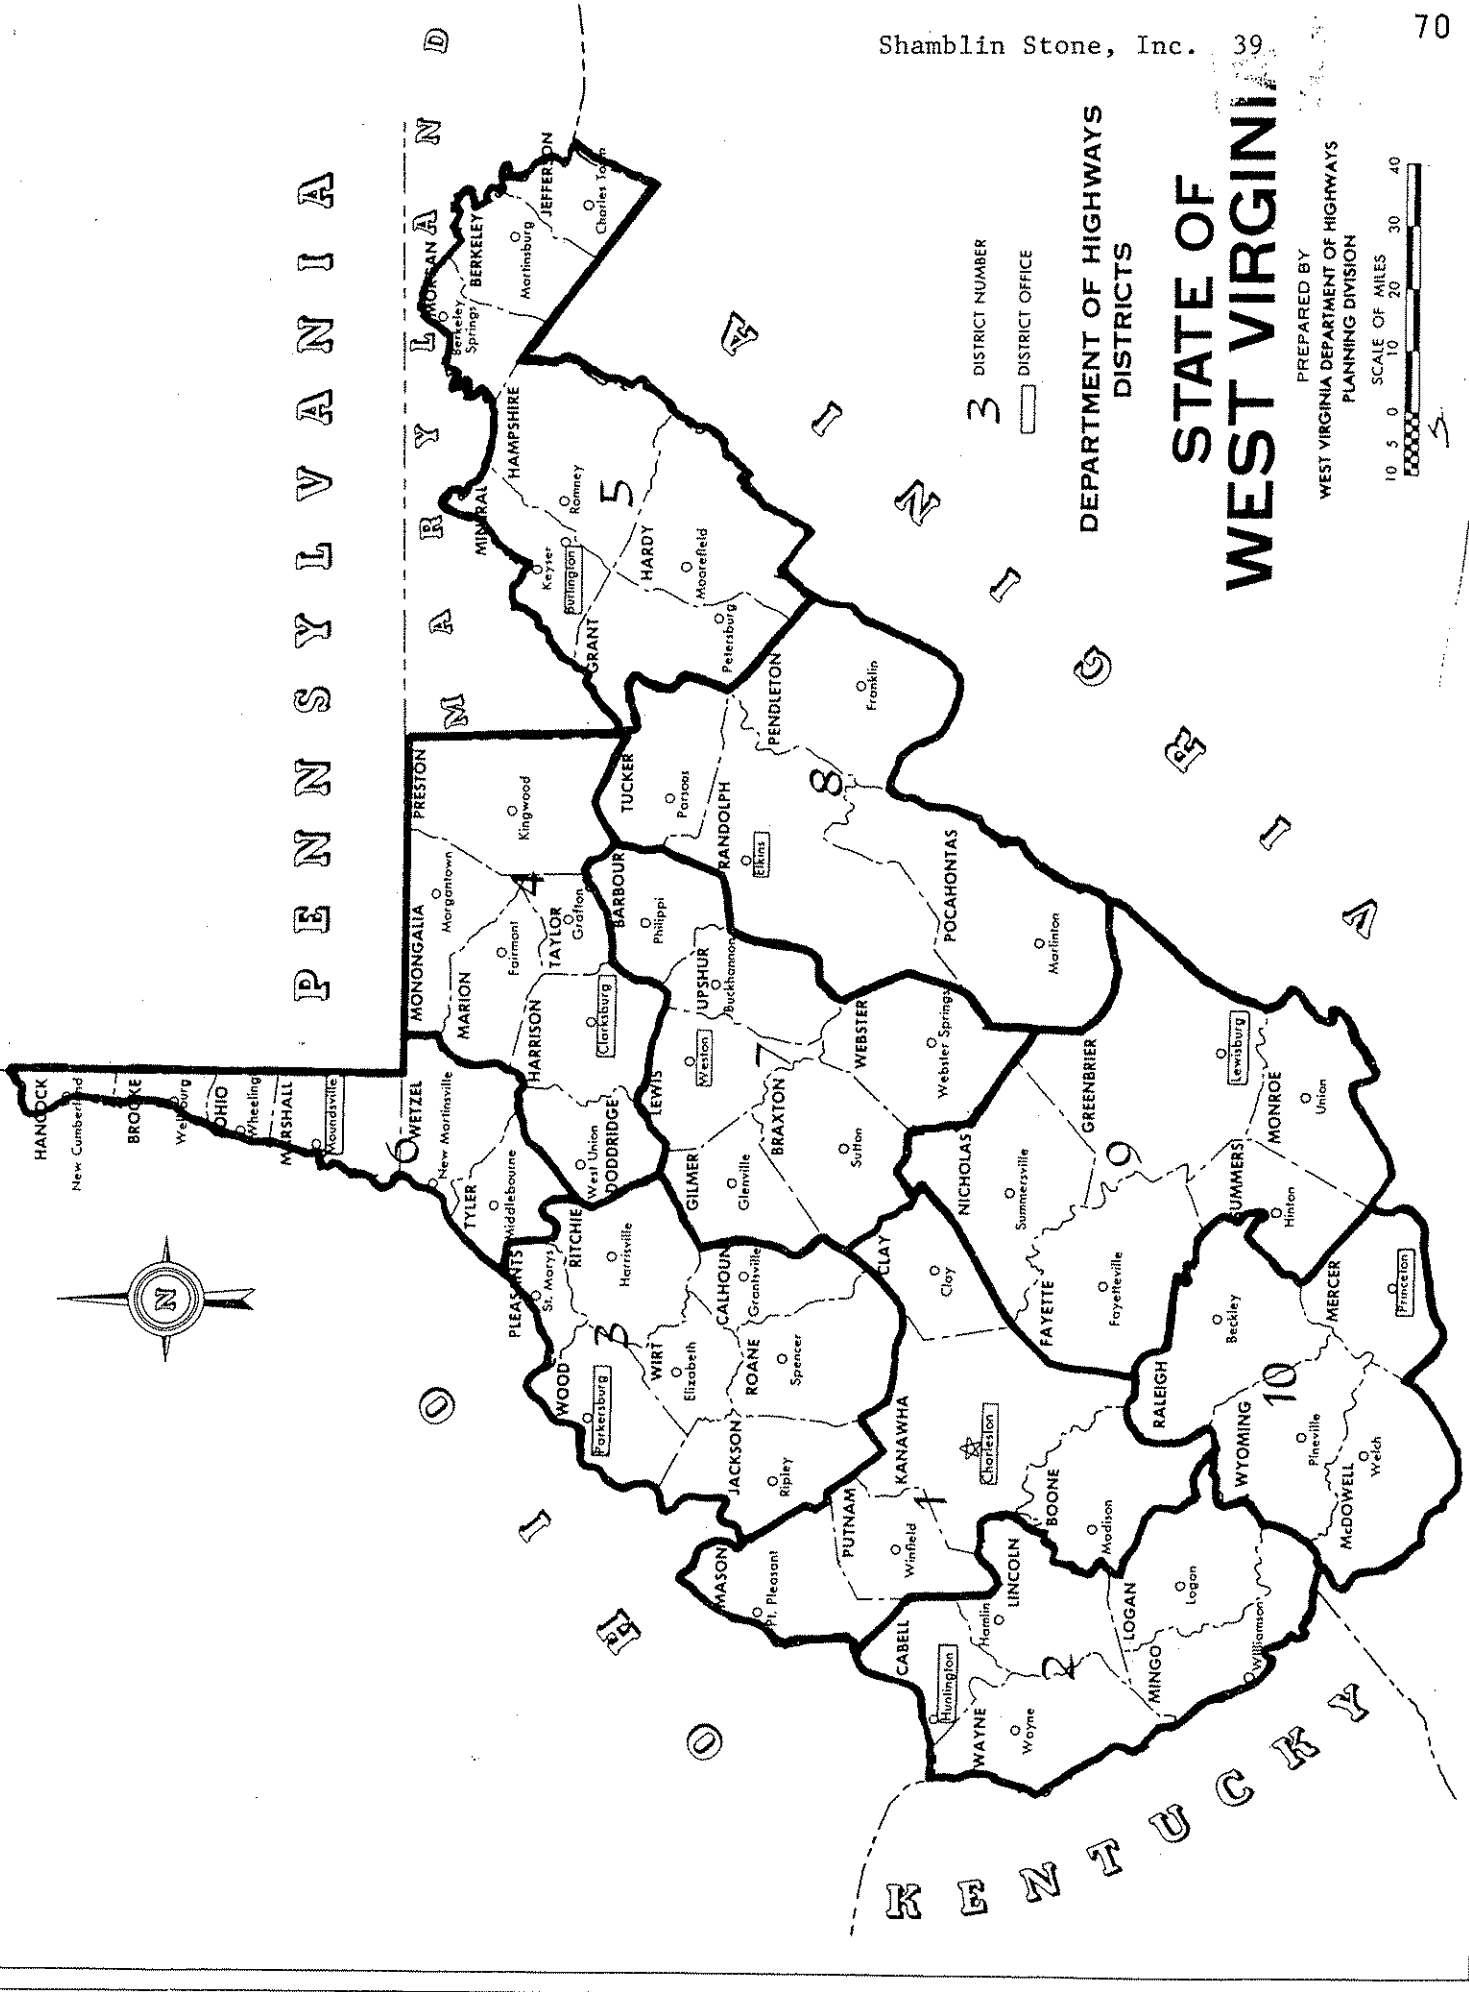 70
Shamblin Stone, Inc. 39
PENNSYLVANIA
MARYLAND
OHIO
KENTUCKY
VIRGINIA
N
HANCOCK
New Cumberland
BROOKE
Wellsburg
OHIO
Wheeling
MARSHALL
Moundsville
6
WETZEL
New Martinsville
TYLER
Middlebourne
PLEASANTS
St. Marys
RITCHIE
Harrisville
WOOD
Parkersburg
3
WIRT
Elizabeth
CALHOUN
Grantsville
ROANE
Spencer
JACKSON
Ripley
MASON
Pt. Pleasant
PUTNAM
Winfield
1
KANAWHA
Charleston
CLAY
Clay
BOONE
Madison
CABELL
Huntington
LINCOLN
Hamlin
2
WAYNE
Wayne
LOGAN
Logan
MINGO
Williamson
MONONGALIA
Morgantown
PRESTON
Kingwood
MARION
Fairmont
4
TAYLOR
Grafton
HARRISON
Clarksburg
DODDRIDGE
West Union
BARBOUR
Philippi
UPSHUR
Buckhannon
LEWIS
Weston
7
GILMER
Glenville
BRAXTON
Sutton
WEBSTER
Webster Springs
TUCKER
Parsons
RANDOLPH
Elkins
8
PENDLETON
Franklin
POCAHONTAS
Marlinton
MINERAL
Keyser
Burlington
HAMPSHIRE
Romney
5
GRANT
Petersburg
HARDY
Moorefield
MORGAN
Berkeley
Springs
BERKELEY
Martinsburg
JEFFERSON
Charles Town
NICHOLAS
Summersville
9
GREENBRIER
Lewisburg
FAYETTE
Fayetteville
SUMMERS
Hinton
MONROE
Union
RALEIGH
Beckley
MERCER
Princeton
10
WYOMING
Pineville
McDOWELL
Welch
3 DISTRICT NUMBER
DISTRICT OFFICE
DEPARTMENT OF HIGHWAYS
DISTRICTS
STATE OF
WEST VIRGINIA
PREPARED BY
WEST VIRGINIA DEPARTMENT OF HIGHWAYS
PLANNING DIVISION
SCALE OF MILES
10 5 0 10 20 30 40